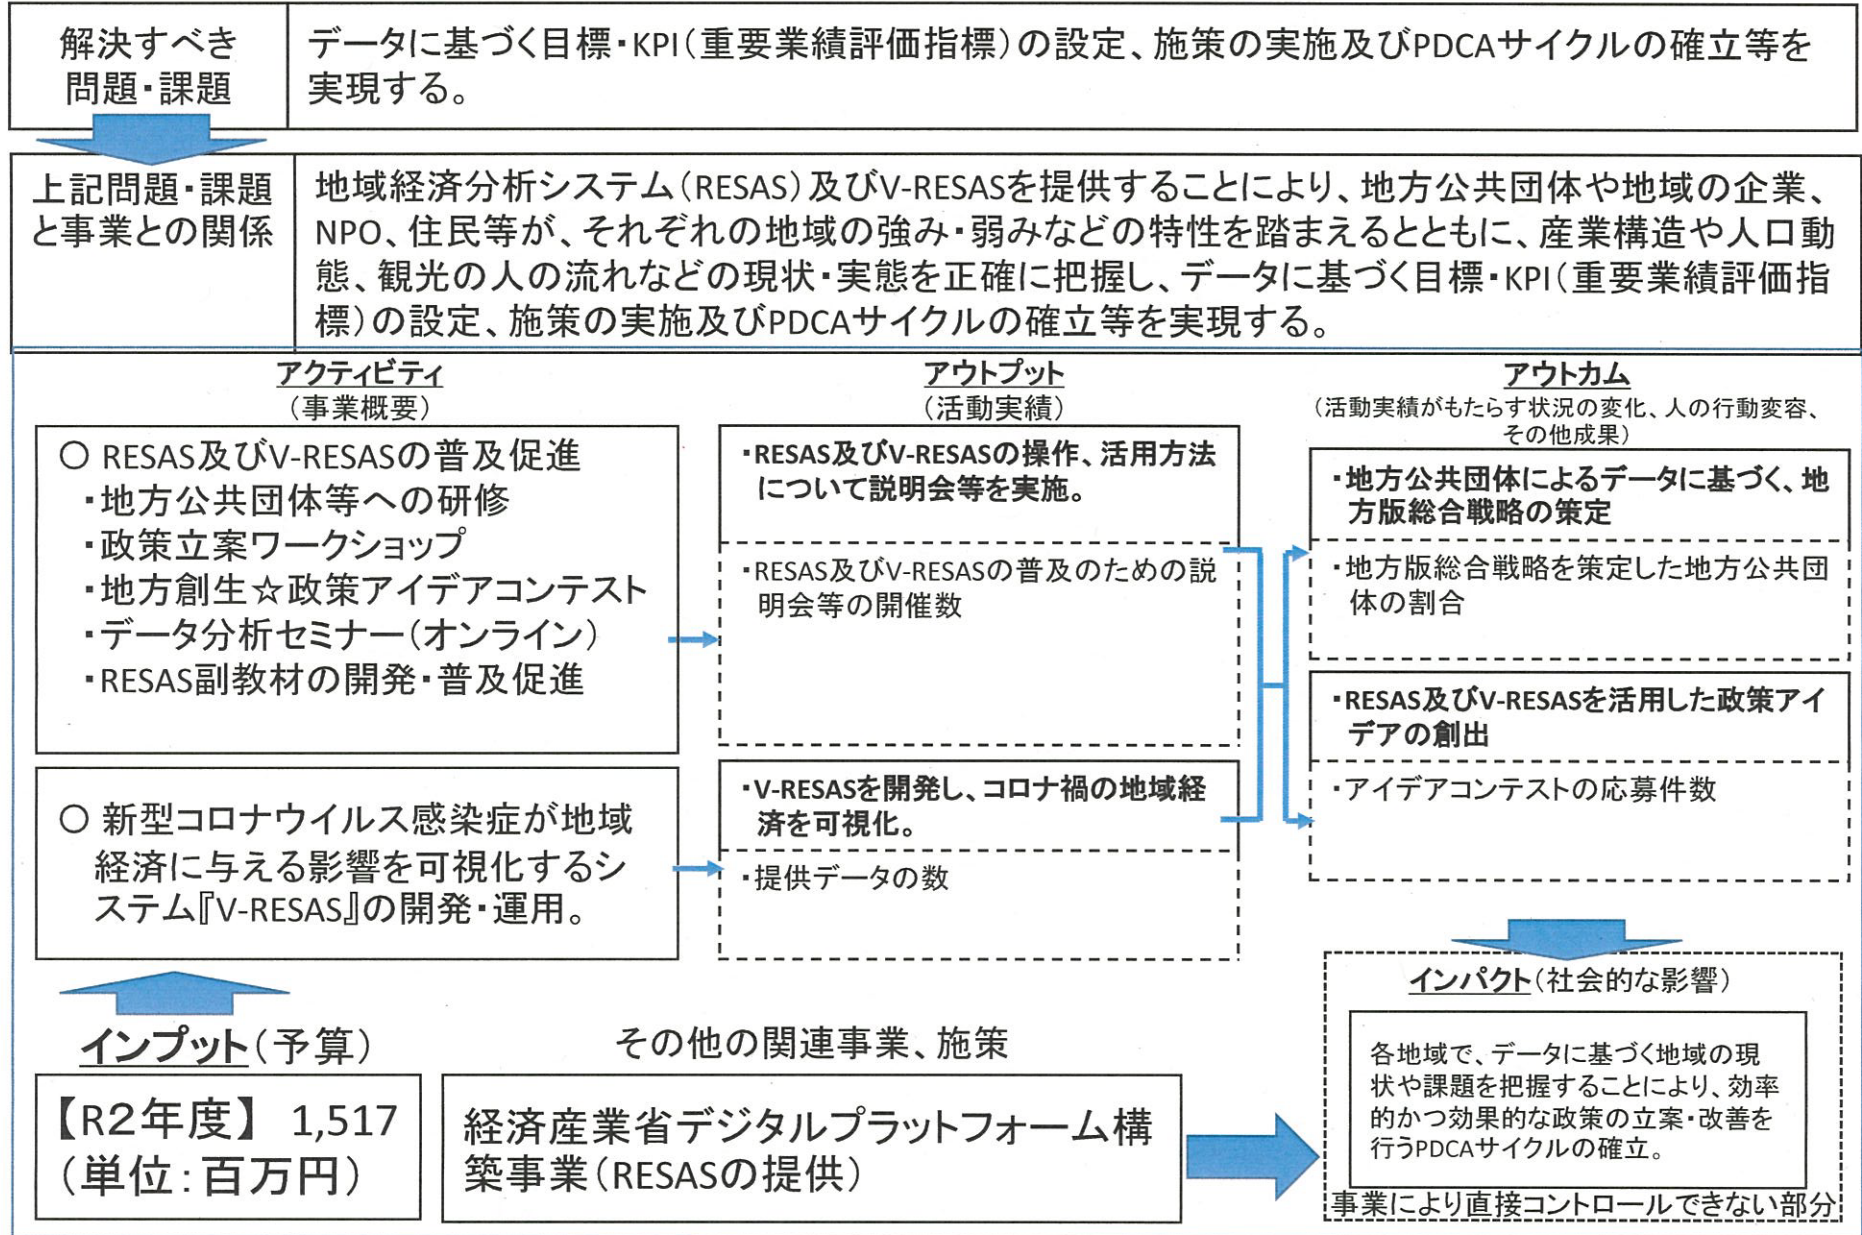 解決すべき
問題・課題
データに基づく目標・KPI（重要業績評価指標）の設定、施策の実施及びPDCAサイクルの確立等を
実現する。
上記問題・課題
と事業との関係
地域経済分析システム（RESAS）及びV-RESASを提供することにより、地方公共団体や地域の企業、
NPO、住民等が、それぞれの地域の強み・弱みなどの特性を踏まえるとともに、産業構造や人口動
態、観光の人の流れなどの現状・実態を正確に把握し、データに基づく目標・KPI（重要業績評価指
標）の設定、施策の実施及びPDCAサイクルの確立等を実現する。
アクティビティ
（事業概要）
○ RESAS及びV-RESASの普及促進
・地方公共団体等への研修
・政策立案ワークショップ
・地方創生☆政策アイデアコンテスト
・データ分析セミナー（オンライン）
・RESAS副教材の開発・普及促進
○ 新型コロナウイルス感染症が地域
経済に与える影響を可視化するシ
ステム『V-RESAS』の開発・運用。
アウトプット
（活動実績）
・RESAS及びV-RESASの操作、活用方法
について説明会等を実施。
・RESAS及びV-RESASの普及のための説
明会等の開催数
・V-RESASを開発し、コロナ禍の地域経
済を可視化。
・提供データの数
アウトカム
（活動実績がもたらす状況の変化、人の行動変容、
その他成果）
・地方公共団体によるデータに基づく、地
方版総合戦略の策定
・地方版総合戦略を策定した地方公共団
体の割合
・RESAS及びV-RESASを活用した政策アイ
デアの創出
・アイデアコンテストの応募件数
インプット（予算）
【R2年度】 1,517
（単位：百万円）
その他の関連事業、施策
経済産業省デジタルプラットフォーム構
築事業（RESASの提供）
インパクト（社会的な影響）
各地域で、データに基づく地域の現
状や課題を把握することにより、効率
的かつ効果的な政策の立案・改善を
行うPDCAサイクルの確立。
事業により直接コントロールできない部分